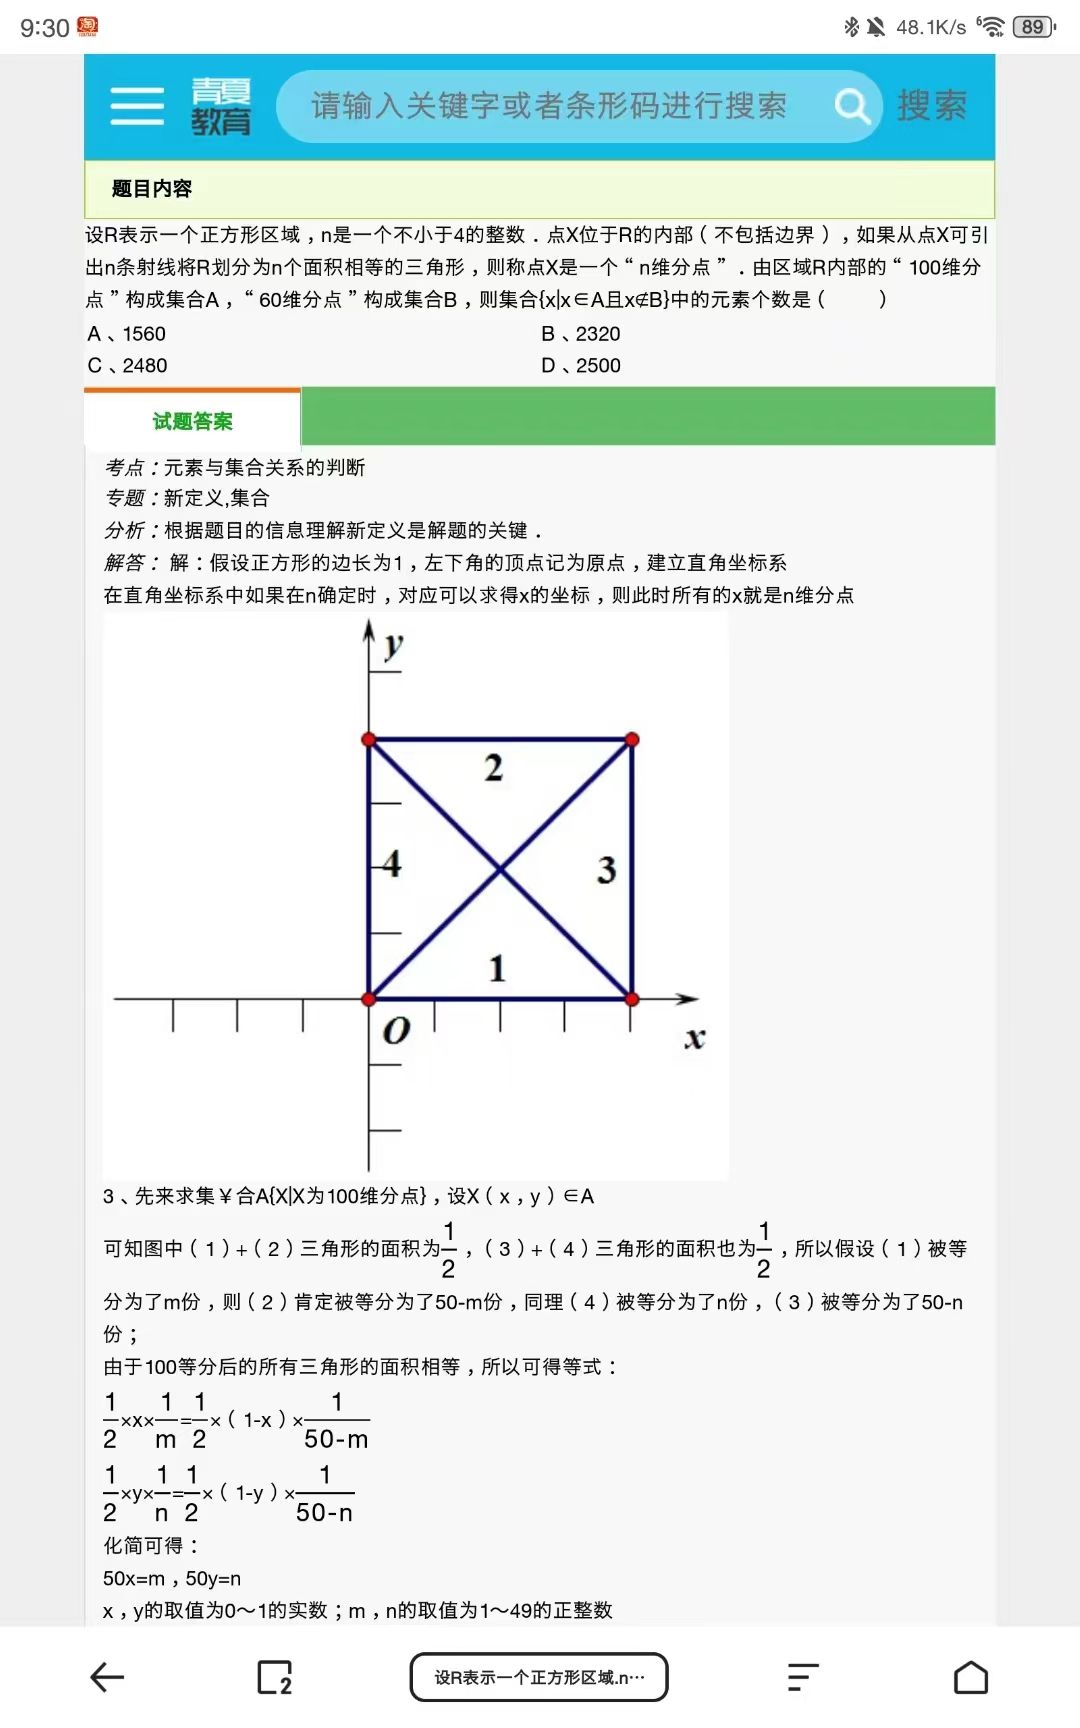 9:30 淘 48.1K/s 6 89
青夏教育 请输入关键字或者条形码进行搜索 搜索
题目内容
设R表示一个正方形区域，n是一个不小于4的整数．点X位于R的内部（不包括边界），如果从点X可引
出n条射线将R划分为n个面积相等的三角形，则称点X是一个“n维分点”．由区域R内部的“100维分
点”构成集合A，“60维分点”构成集合B，则集合{x|x∈A且x∉B}中的元素个数是（　　）
A、1560 B、2320
C、2480 D、2500
试题答案
考点：元素与集合关系的判断
专题：新定义,集合
分析：根据题目的信息理解新定义是解题的关键．
解答：解：假设正方形的边长为1，左下角的顶点记为原点，建立直角坐标系
在直角坐标系中如果在n确定时，对应可以求得x的坐标，则此时所有的x就是n维分点
y
2
4 3
1
O x
3、先来求集￥合A{X|X为100维分点}，设X（x，y）∈A
可知图中（1）+（2）三角形的面积为1/2，（3）+（4）三角形的面积也为1/2，所以假设（1）被等
分为了m份，则（2）肯定被等分为了50-m份，同理（4）被等分为了n份，（3）被等分为了50-n
份；
由于100等分后的所有三角形的面积相等，所以可得等式：
1/2×x×1/m=1/2×（1-x）×1/(50-m)
1/2×y×1/n=1/2×（1-y）×1/(50-n)
化简可得：
50x=m，50y=n
x，y的取值为0～1的实数；m，n的取值为1～49的正整数
2 设R表示一个正方形区域,n…